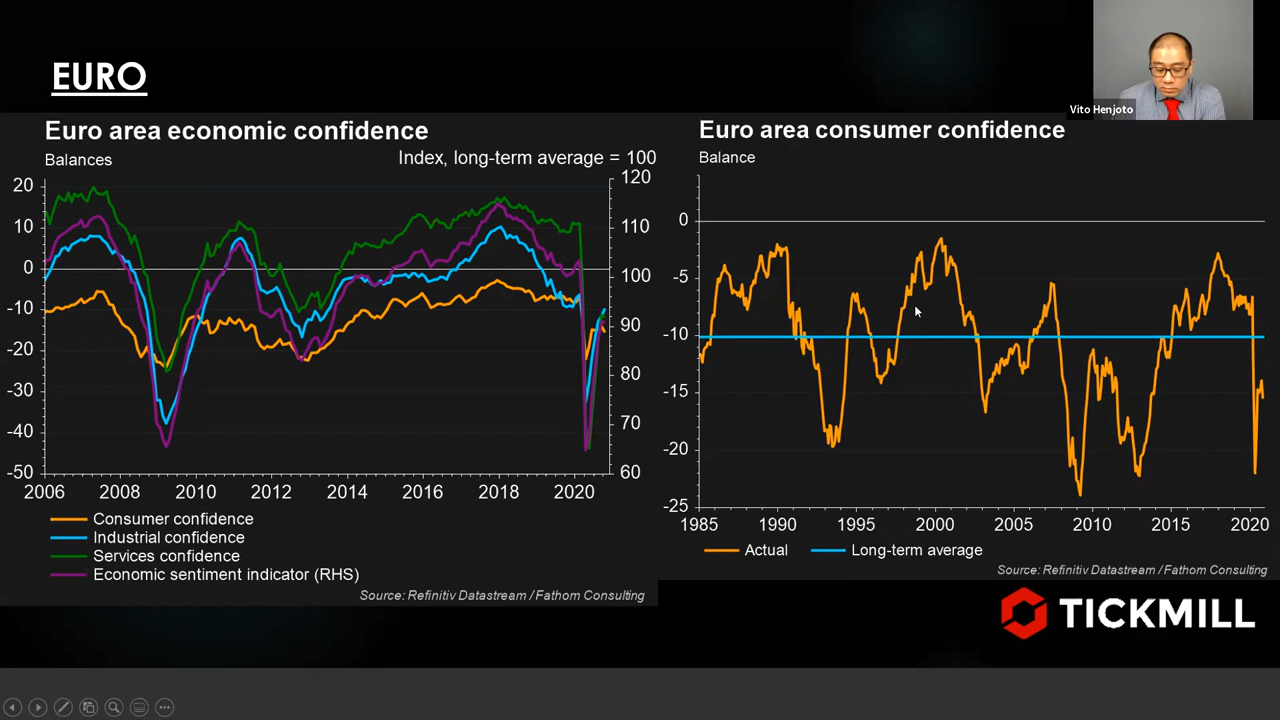 EURO
Vito Henjoto
Euro area economic confidence
Balances
Index, long-term average = 100
20
10
0
-10
-20
-30
-40
-50
120
110
100
90
80
70
60
2006 2008 2010 2012 2014 2016 2018 2020
Consumer confidence
Industrial confidence
Services confidence
Economic sentiment indicator (RHS)
Source: Refinitiv Datastream / Fathom Consulting
Euro area consumer confidence
Balance
0
-5
-10
-15
-20
-25
1985 1990 1995 2000 2005 2010 2015 2020
Actual Long-term average
Source: Refinitiv Datastream / Fathom Consulting
TICKMILL